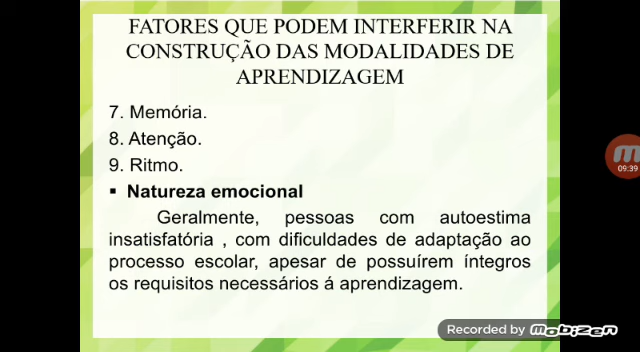 FATORES QUE PODEM INTERFERIR NA
CONSTRUÇÃO DAS MODALIDADES DE
APRENDIZAGEM
7. Memória.
8. Atenção.
9. Ritmo.
▪ Natureza emocional
Geralmente, pessoas com autoestima
insatisfatória , com dificuldades de adaptação ao
processo escolar, apesar de possuírem íntegros
os requisitos necessários á aprendizagem.
09:39
Recorded by Mobizen